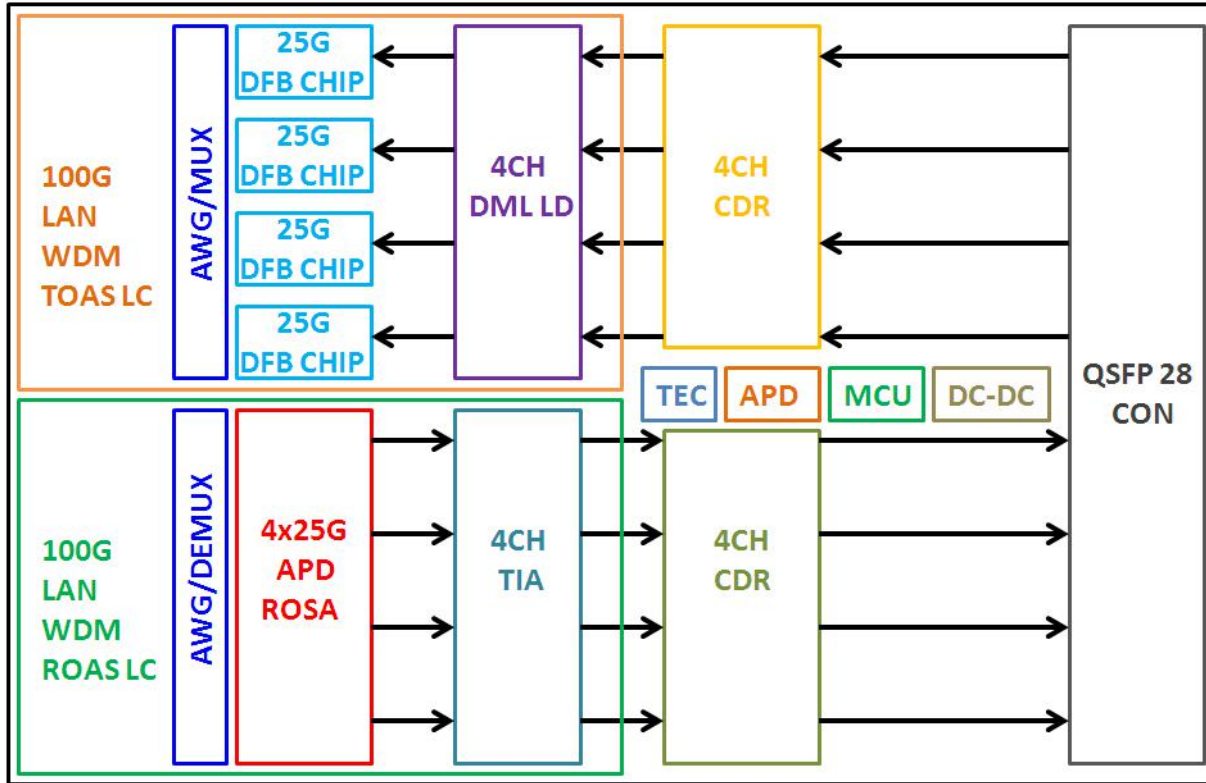 100G
LAN
WDM
TOAS LC
AWG/MUX
25G
DFB CHIP
25G
DFB CHIP
25G
DFB CHIP
25G
DFB CHIP
4CH
DML LD
4CH
CDR
QSFP 28
CON
TEC
APD
MCU
DC-DC
100G
LAN
WDM
ROAS LC
AWG/DEMUX
4x25G
APD
ROSA
4CH
TIA
4CH
CDR